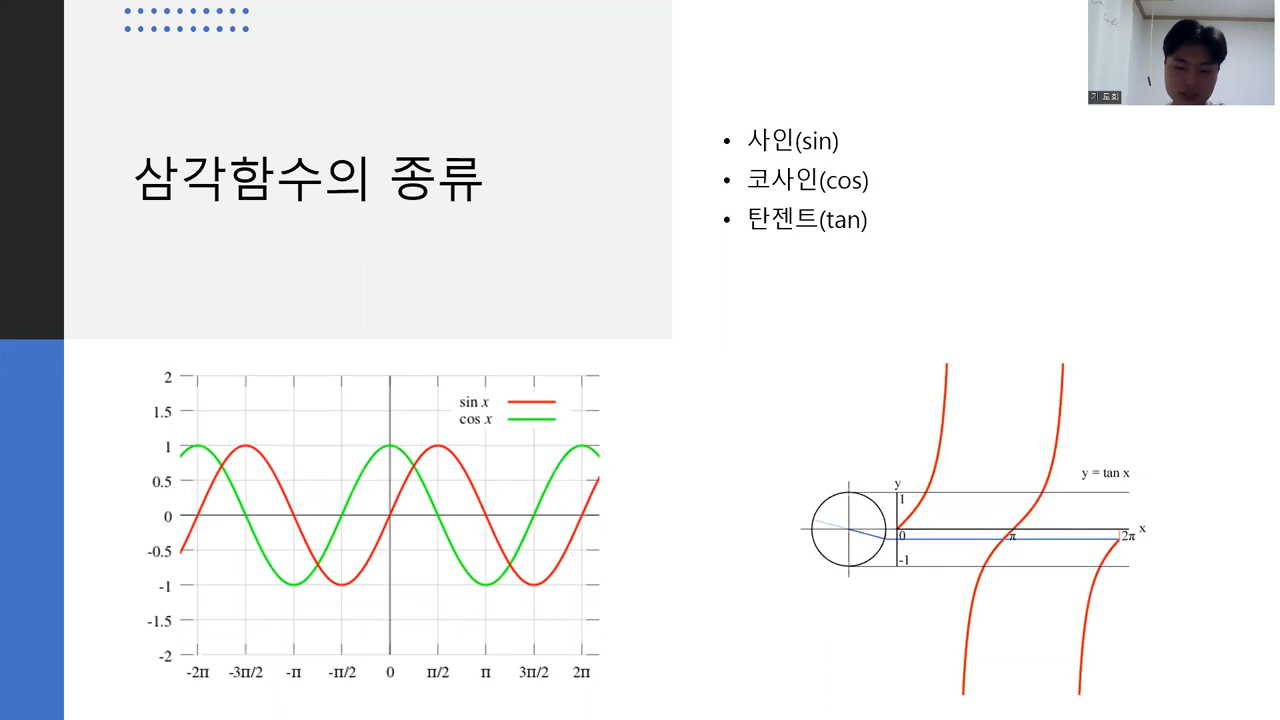 삼각함수의 종류
• 사인(sin)
• 코사인(cos)
• 탄젠트(tan)
2
1.5
1
0.5
0
-0.5
-1
-1.5
-2
sin x
cos x
-2π -3π/2 -π -π/2 0 π/2 π 3π/2 2π
y = tan x
y
1
0 π 2π x
-1